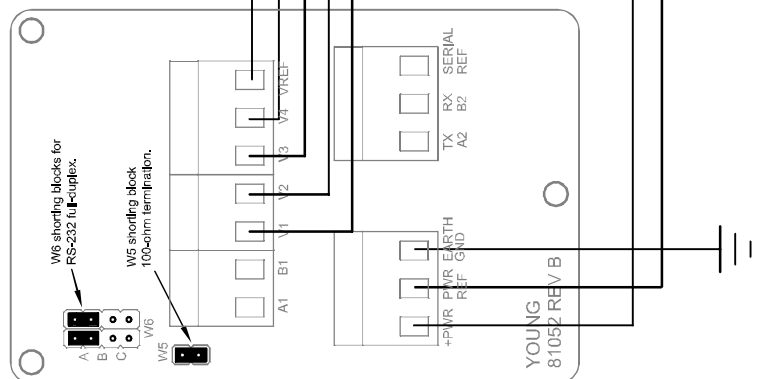 W6 shorting blocks for
RS-232 full-duplex.
W5 shorting block
100-ohm termination.
VREF
V4
V3
V2
V1
B1
A1
SERIAL
REF
RX
B2
TX
A2
EARTH
GND
PWR
REF
+PWR
A
B
C
W6
W5
YOUNG
81052 REV B